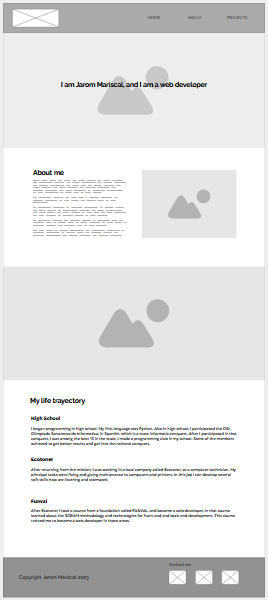 HOME SKILLS PROJECTS
I am Jarom Mariscal, and I am a web developer
About me
My life trayectory
High School
I began programming in high school. My first language was Python. Also in high school, I participated the OSI,
Olimpiada Sonorense de Informatica, in Spanish, which is a state informatic conquest. After I participated in that
conquest, I was among the best 10 in the state, I made a programming club in my school. Some of the members
achieved to get better results and get into the national conquest.
Ecotoner
After returning from the mission, I was working in a local company called Ecotoner, as a computer technician. My
principal tasks were fixing and giving maintenance to computers and printers. In this job I can develop several
soft skills how are listening and teamwork
Funval
After Ecotoner I took a course from a foundation called FUNVAL, and become a web developer, in that course
learned about the SCRUM methodology and technologies for front-end and back-end development. This course
trained me to become a web developer in those areas.
Contact me:
Copyright Jarom Mariscal 2023